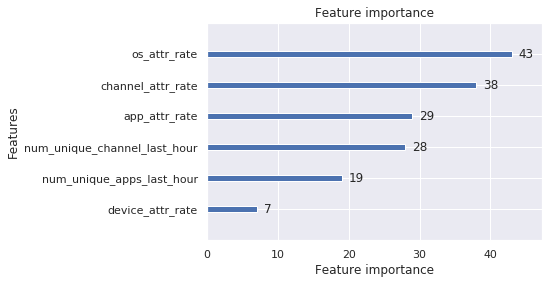 Feature importance
Features
os_attr_rate 43
channel_attr_rate 38
app_attr_rate 29
num_unique_channel_last_hour 28
num_unique_apps_last_hour 19
device_attr_rate 7
0 10 20 30 40
Feature importance